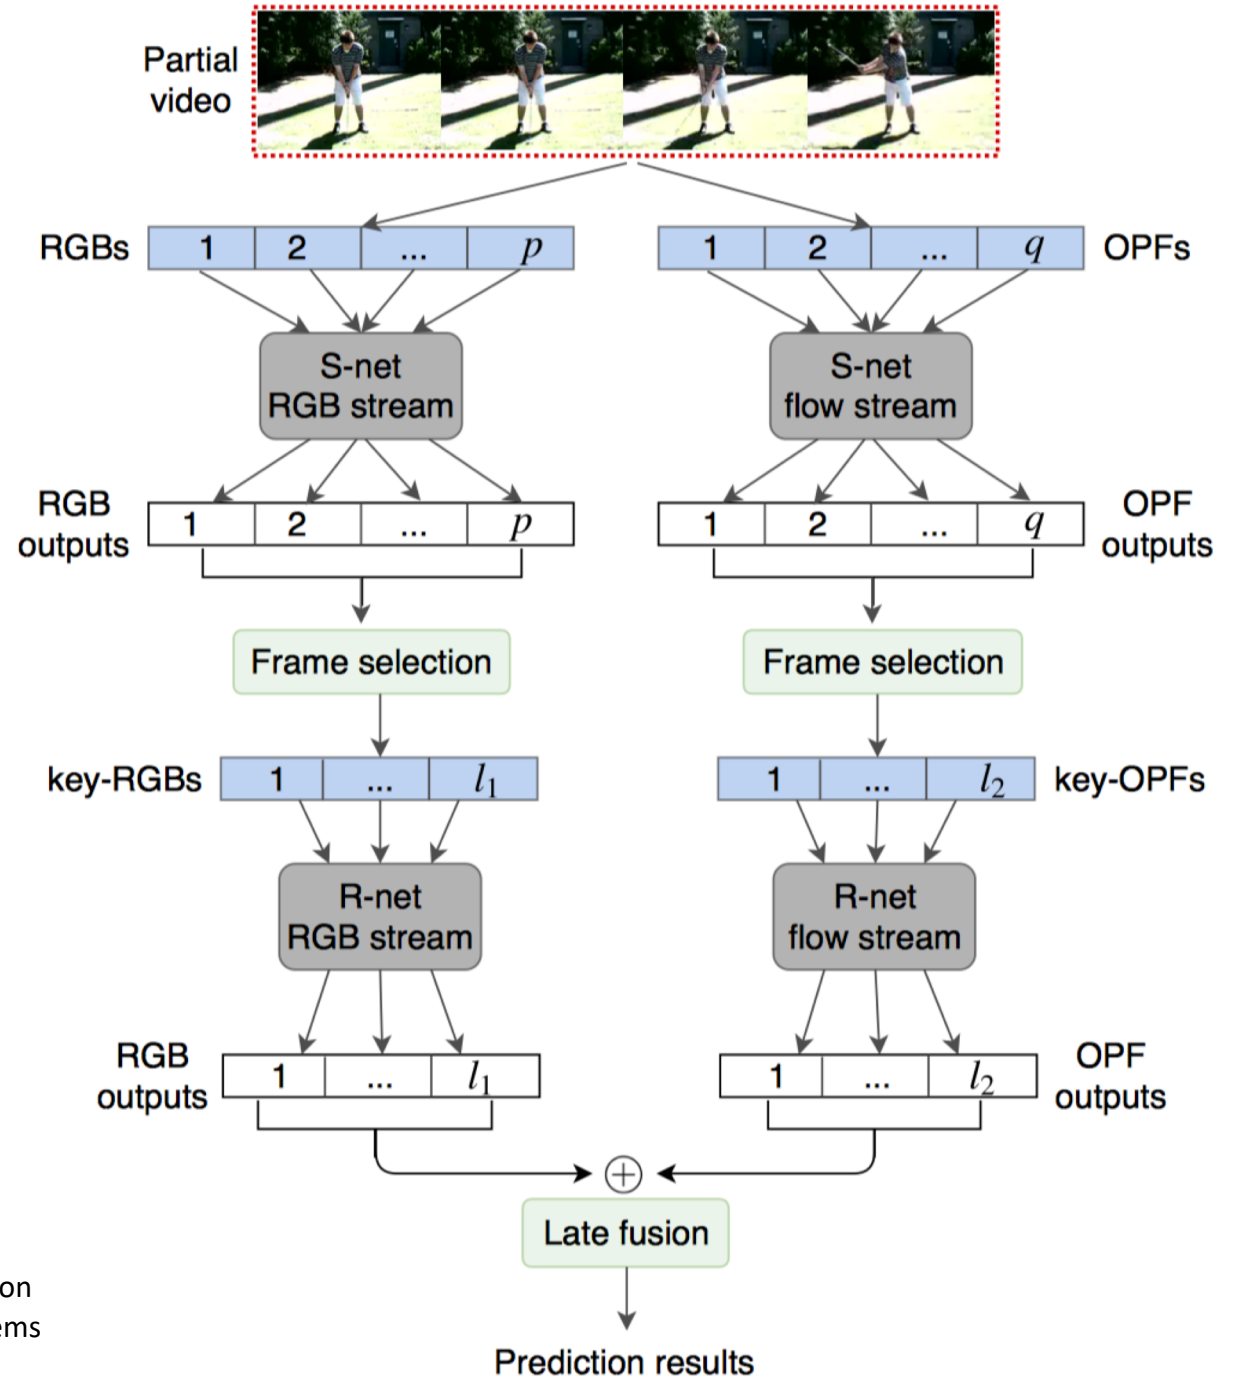 Partial
video
RGBs
1 2 ... p
1 2 ... q
OPFs
S-net
RGB stream
S-net
flow stream
RGB
outputs
1 2 ... p
1 2 ... q
OPF
outputs
Frame selection
Frame selection
key-RGBs
1 ... l₁
1 ... l₂
key-OPFs
R-net
RGB stream
R-net
flow stream
RGB
outputs
1 ... l₁
1 ... l₂
OPF
outputs
+
Late fusion
on
ems
Prediction results